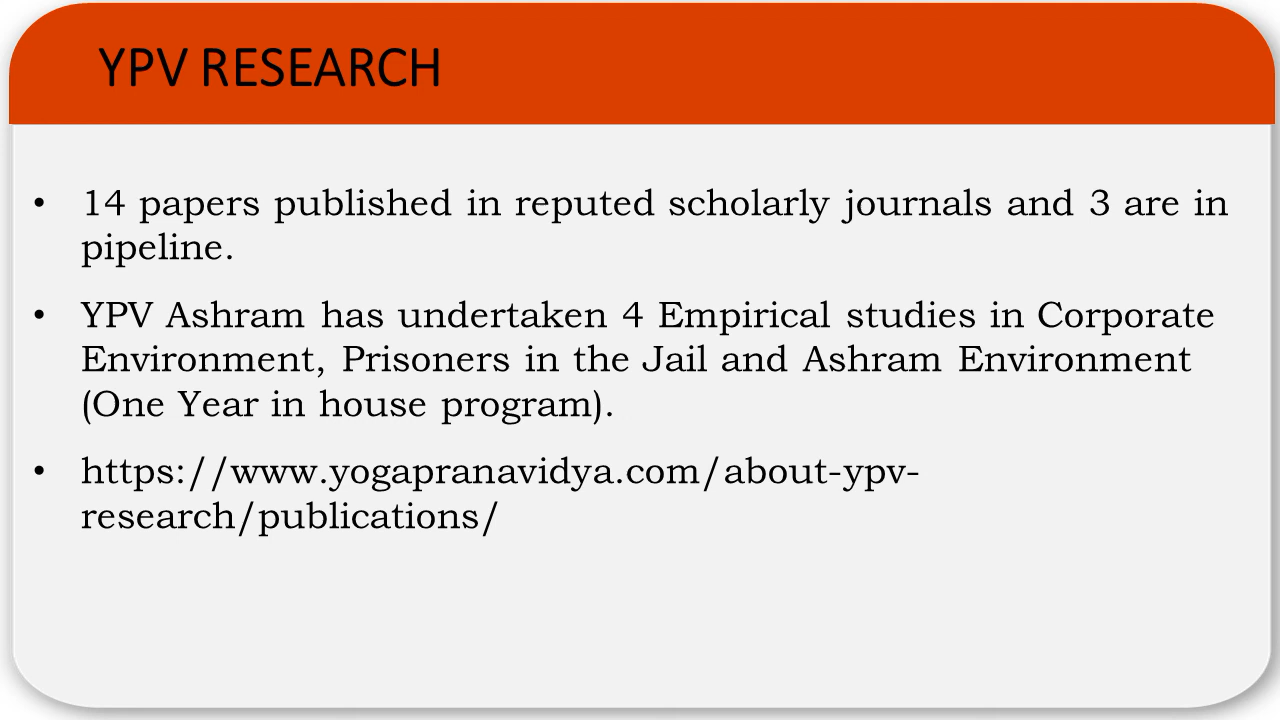 YPV RESEARCH
• 14 papers published in reputed scholarly journals and 3 are in
pipeline.
• YPV Ashram has undertaken 4 Empirical studies in Corporate
Environment, Prisoners in the Jail and Ashram Environment
(One Year in house program).
• https://www.yogapranavidya.com/about-ypv-
research/publications/